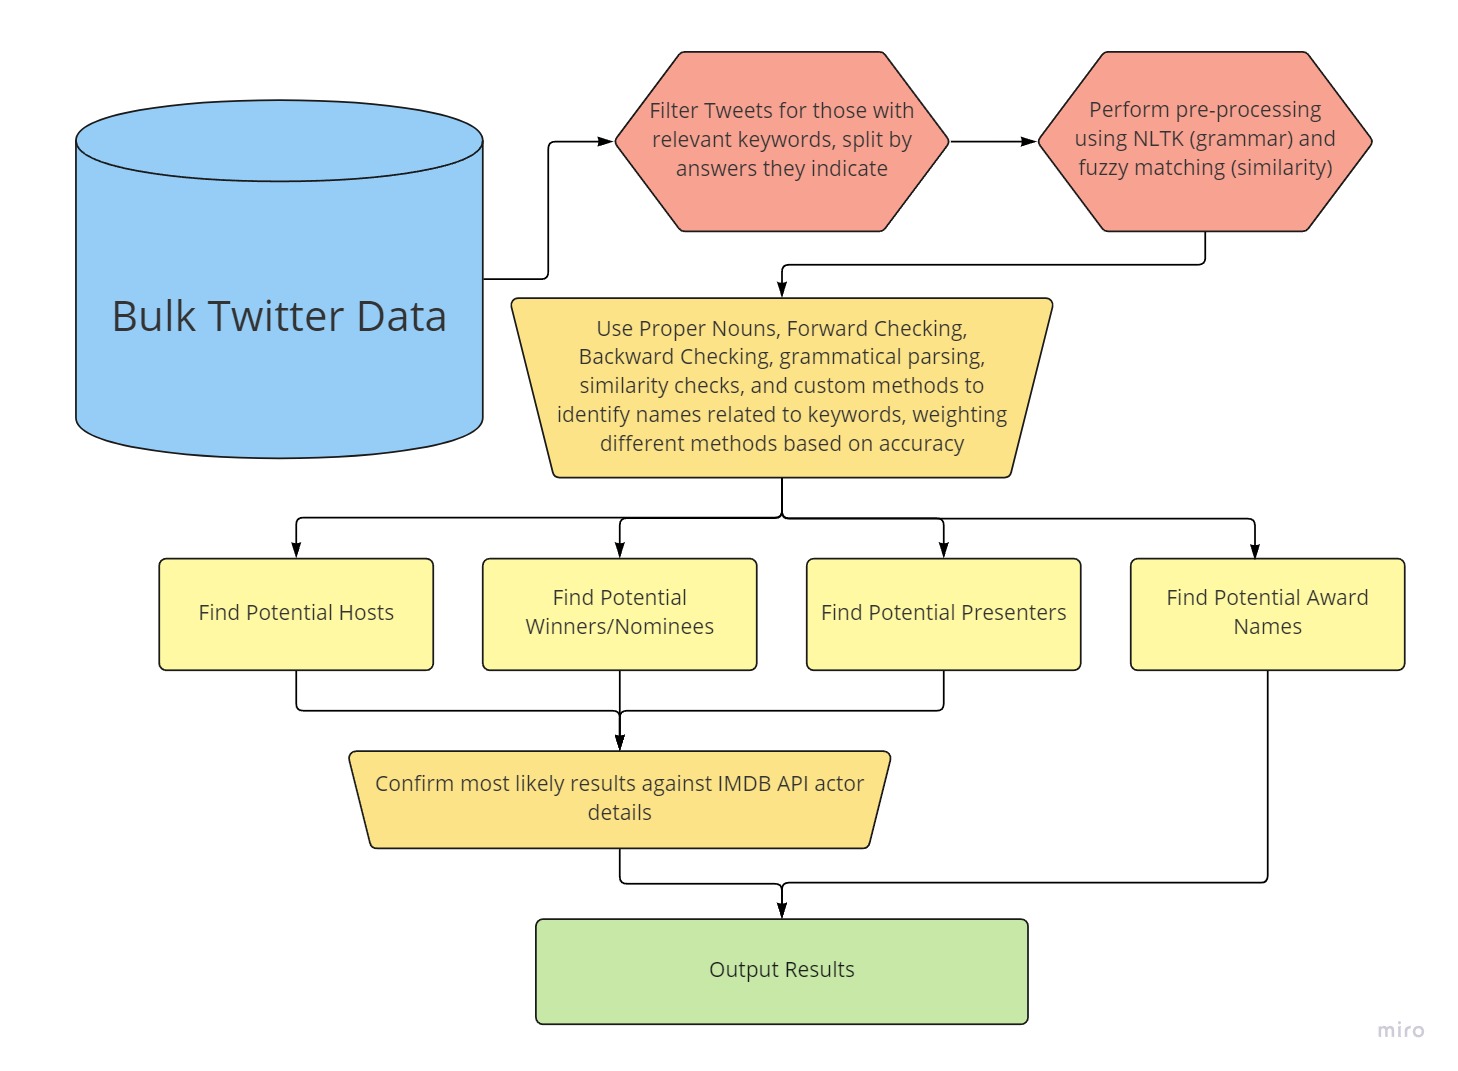 Filter Tweets for those with
relevant keywords, split by
answers they indicate
Perform pre-processing
using NLTK (grammar) and
fuzzy matching (similarity)
Bulk Twitter Data
Use Proper Nouns, Forward Checking,
Backward Checking, grammatical parsing,
similarity checks, and custom methods to
identify names related to keywords, weighting
different methods based on accuracy
Find Potential Hosts
Find Potential
Winners/Nominees
Find Potential Presenters
Find Potential Award
Names
Confirm most likely results against IMDB API actor
details
Output Results
miro